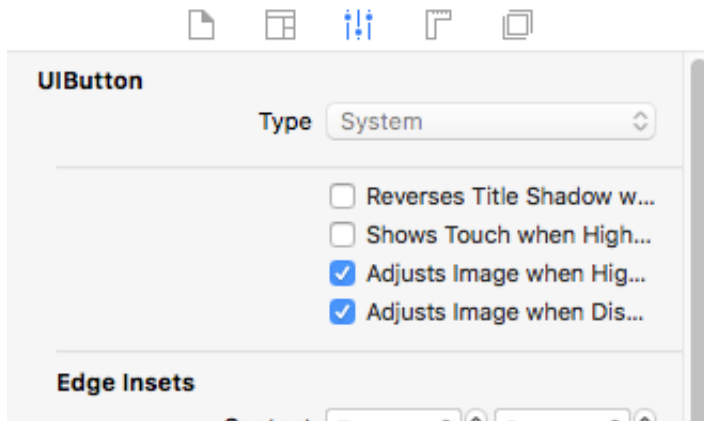 UIButton
Type System
Reverses Title Shadow w...
Shows Touch when High...
Adjusts Image when Hig...
Adjusts Image when Dis...
Edge Insets